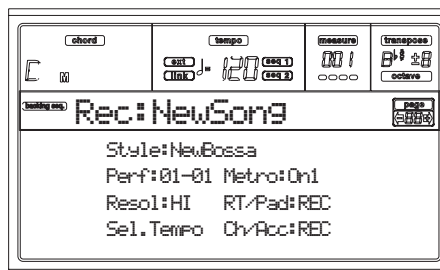 chord tempo measure transpose
C M ext link ♩= 120 seq 1 seq 2 001 ±0
octave
backing seq. Rec:NewSong page
Style:NewBossa
Perf:01-01 Metro:On1
Resol:HI RT/Pad:REC
Sel.Tempo Ch/Acc:REC